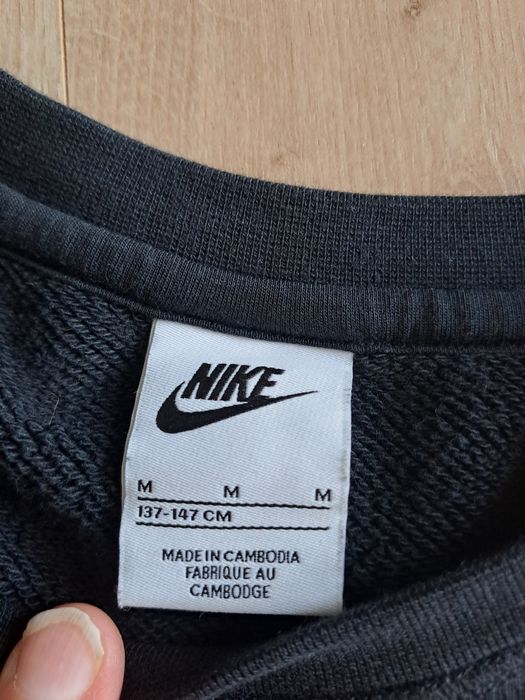 NIKE
M M M
137-147 CM
MADE IN CAMBODIA
FABRIQUE AU
CAMBODGE